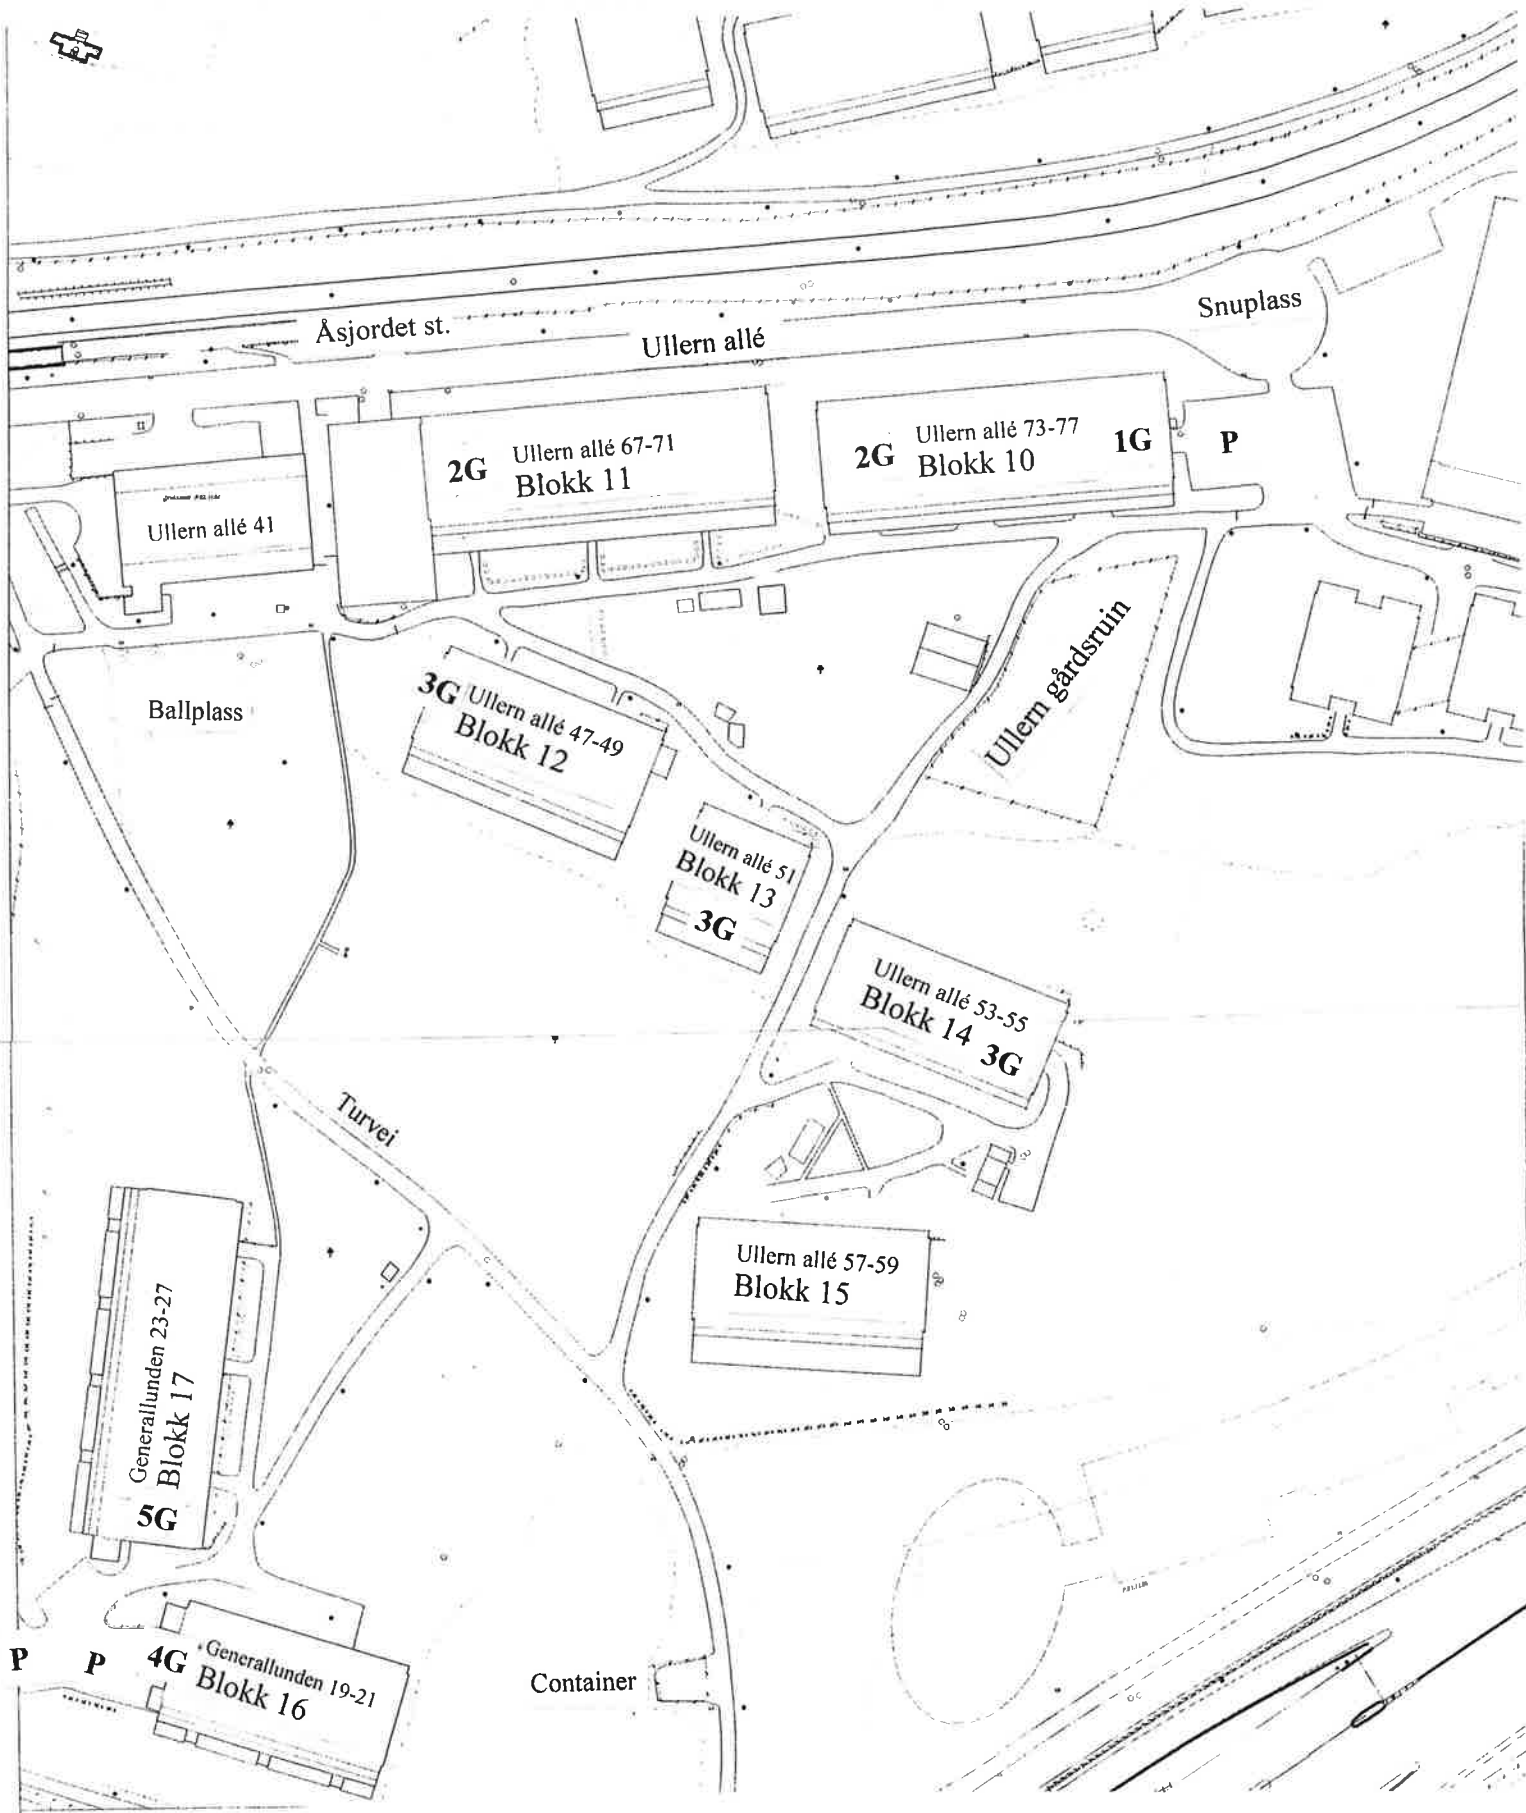 Snuplass
Åsjordet st.
Ullern allé
2G
Ullern allé 67-71
Blokk 11
2G
Ullern allé 73-77
Blokk 10
1G
P
Ullern allé 41
Ballplass
3G
Ullern allé 47-49
Blokk 12
Ullern gårdsruin
Ullern allé 51
Blokk 13
3G
Ullern allé 53-55
Blokk 14
3G
Turvei
Ullern allé 57-59
Blokk 15
Generallunden 23-27
Blokk 17
5G
P
P
4G
Generallunden 19-21
Blokk 16
Container